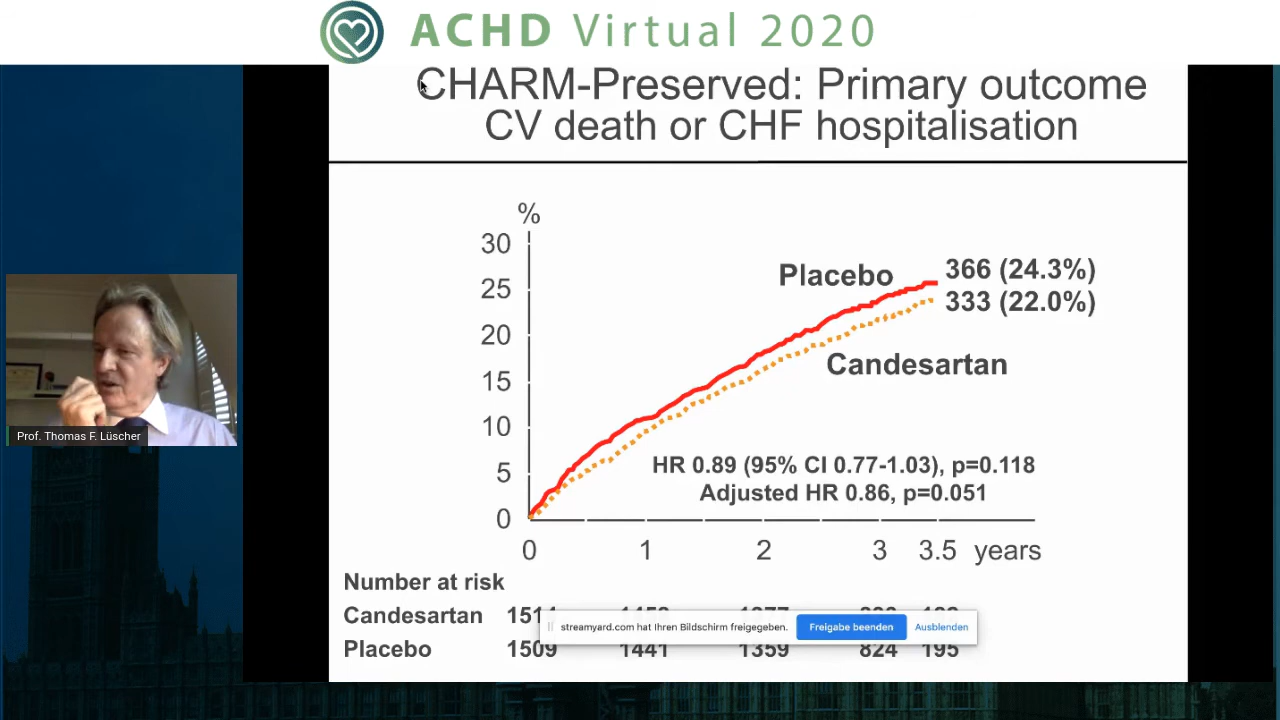 ACHD Virtual 2020
CHARM-Preserved: Primary outcome
CV death or CHF hospitalisation
%
30
25
20
15
10
5
0
Placebo
366 (24.3%)
333 (22.0%)
Candesartan
HR 0.89 (95% CI 0.77-1.03), p=0.118
Adjusted HR 0.86, p=0.051
0 1 2 3 3.5 years
Number at risk
Candesartan
Placebo 1509 1441 1359 824 195
streamyard.com hat Ihren Bildschirm freigegeben. Freigabe beenden Ausblenden
Prof. Thomas F. Lüscher